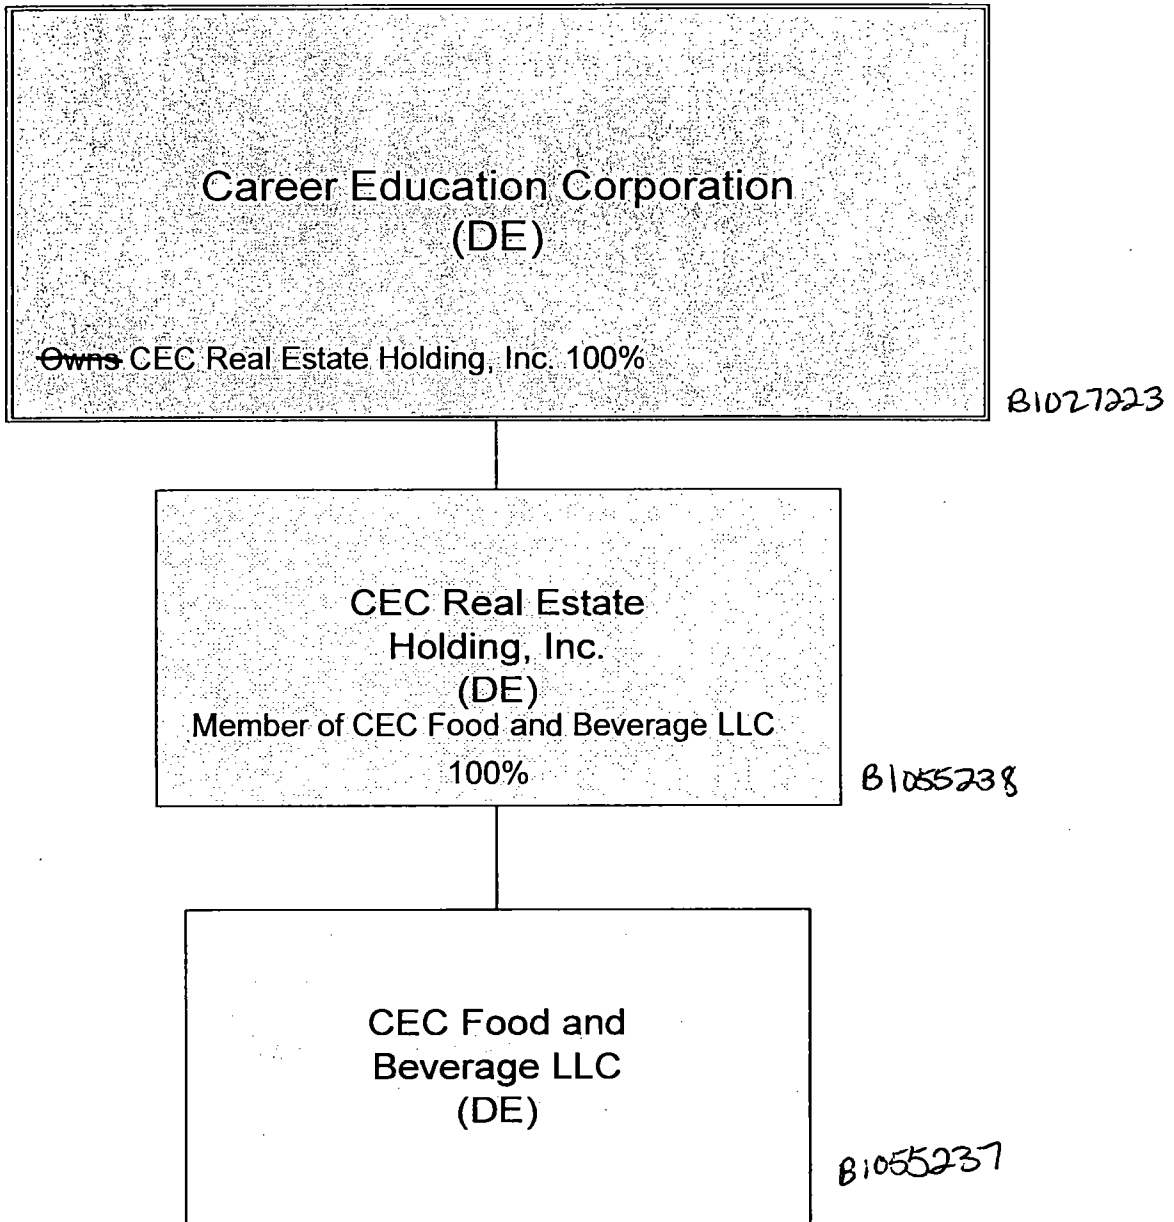 Career Education Corporation
(DE)
Owns CEC Real Estate Holding, Inc. 100%
B1027223
CEC Real Estate
Holding, Inc.
(DE)
Member of CEC Food and Beverage LLC
100%
B1055238
CEC Food and
Beverage LLC
(DE)
B1055237